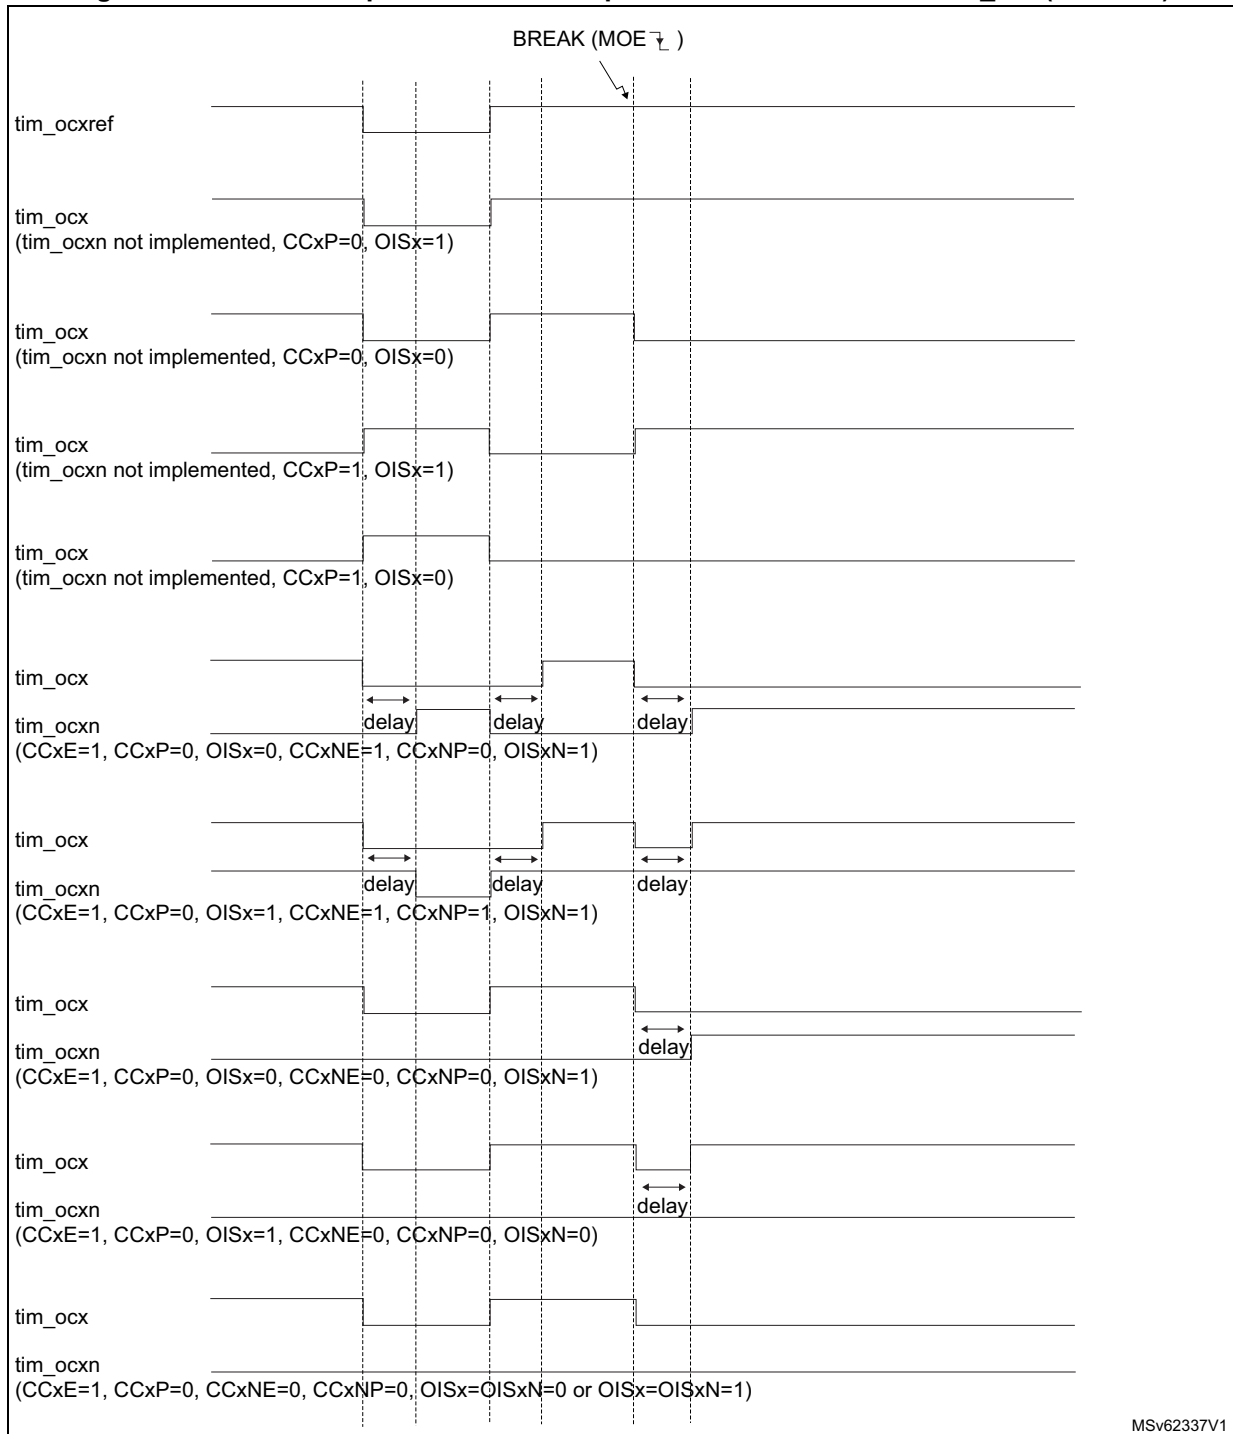 BREAK (MOE )
tim_ocxref
tim_ocx
(tim_ocxn not implemented, CCxP=0, OISx=1)
tim_ocx
(tim_ocxn not implemented, CCxP=0, OISx=0)
tim_ocx
(tim_ocxn not implemented, CCxP=1, OISx=1)
tim_ocx
(tim_ocxn not implemented, CCxP=1, OISx=0)
tim_ocx
tim_ocxn delay delay delay
(CCxE=1, CCxP=0, OISx=0, CCxNE=1, CCxNP=0, OISxN=1)
tim_ocx
tim_ocxn delay delay delay
(CCxE=1, CCxP=0, OISx=1, CCxNE=1, CCxNP=1, OISxN=1)
tim_ocx
tim_ocxn delay
(CCxE=1, CCxP=0, OISx=0, CCxNE=0, CCxNP=0, OISxN=1)
tim_ocx
tim_ocxn delay
(CCxE=1, CCxP=0, OISx=1, CCxNE=0, CCxNP=0, OISxN=0)
tim_ocx
tim_ocxn
(CCxE=1, CCxP=0, CCxNE=0, CCxNP=0, OISx=OISxN=0 or OISx=OISxN=1)
MSv62337V1